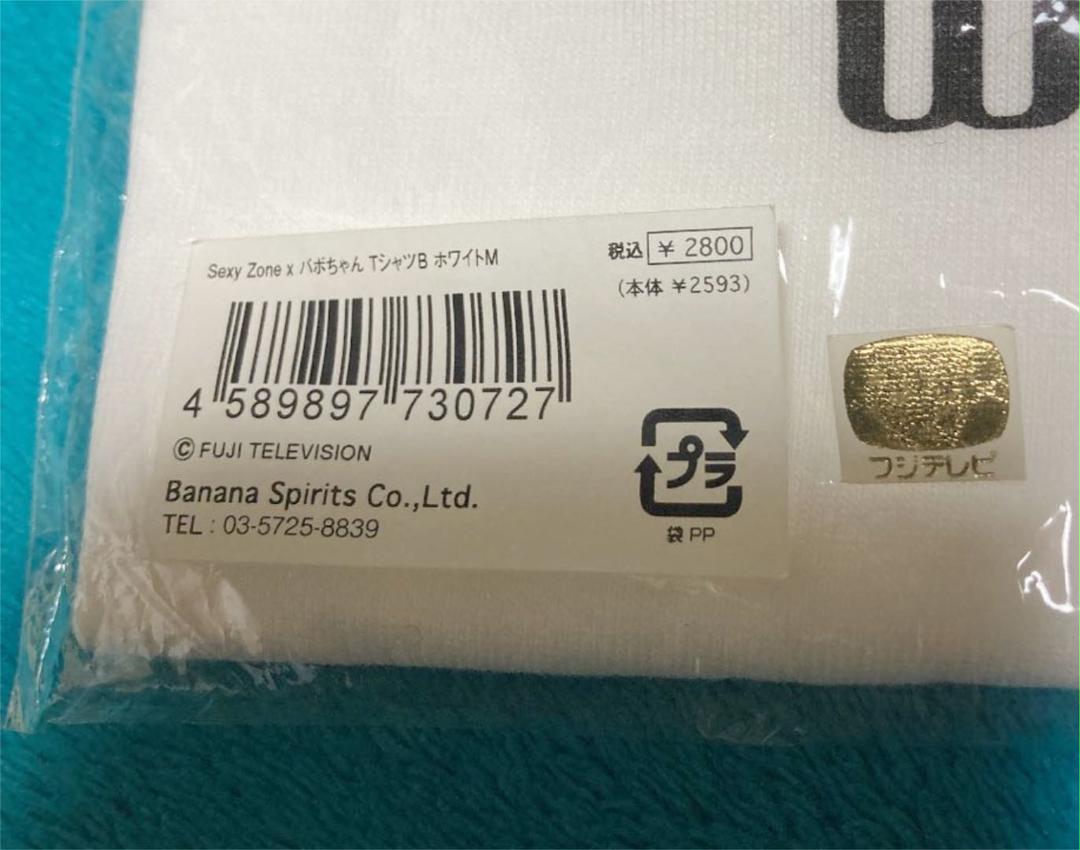 Sexy Zone x バボちゃん TシャツB ホワイトM
税込 ¥ 2800
(本体 ¥2593)
4 589897 730727
© FUJI TELEVISION
Banana Spirits Co.,Ltd.
TEL : 03-5725-8839
プラ
袋 PP
フジテレビ